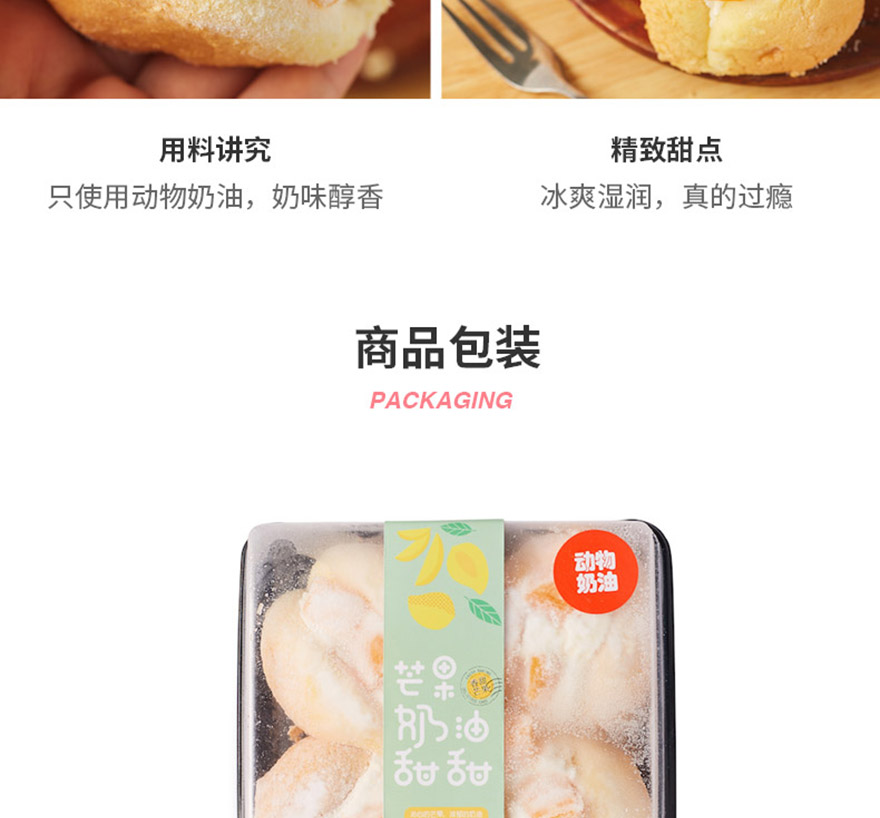 用料讲究
只使用动物奶油，奶味醇香
精致甜点
冰爽湿润，真的过瘾
商品包装
PACKAGING
动物
奶油
芒果
奶油
甜甜